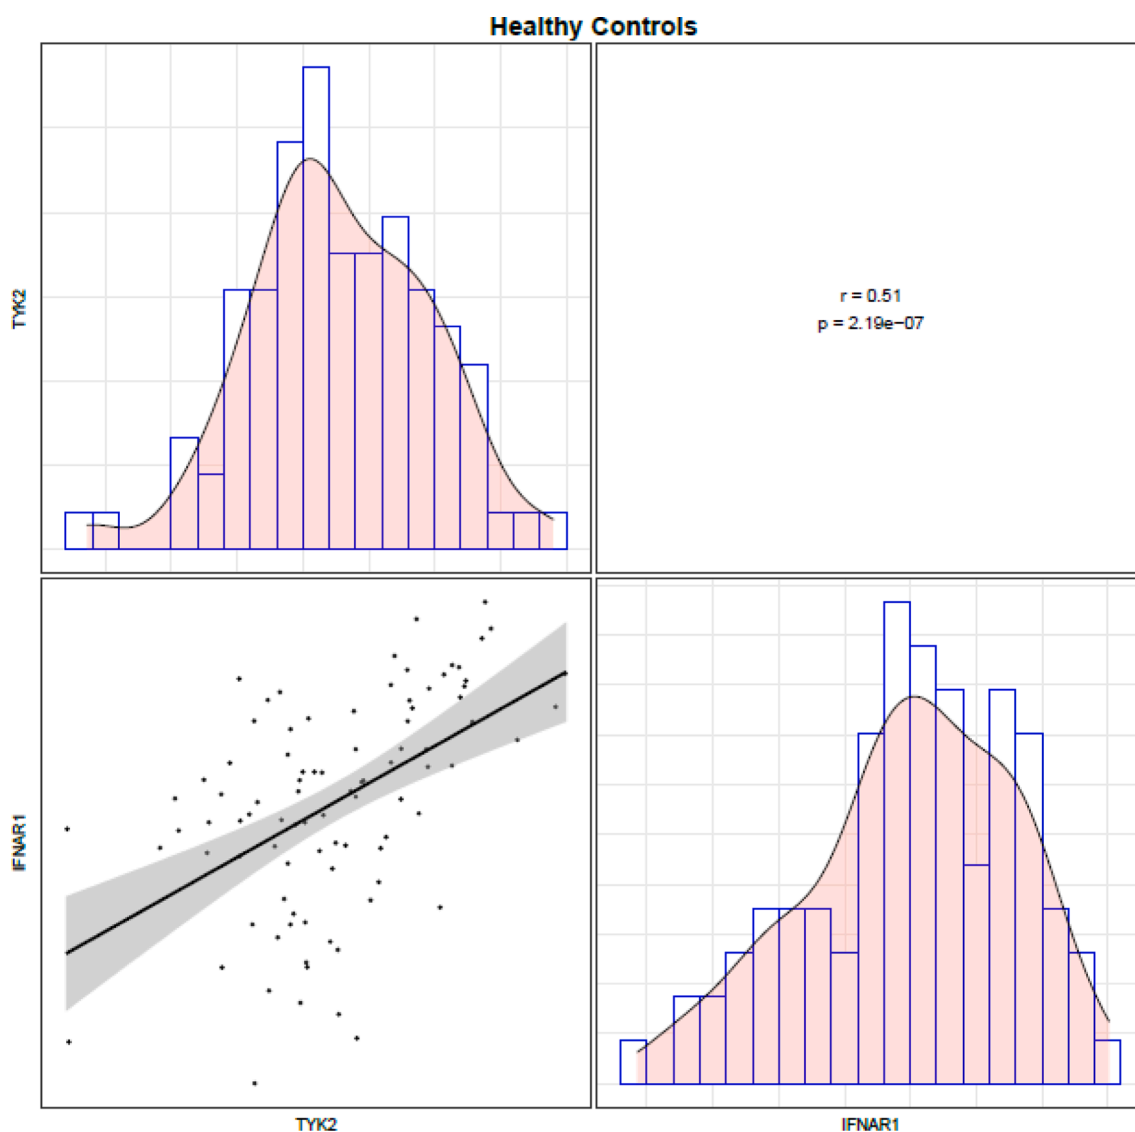 Healthy Controls
TYK2
r = 0.51
p = 2.19e−07
IFNAR1
TYK2
IFNAR1